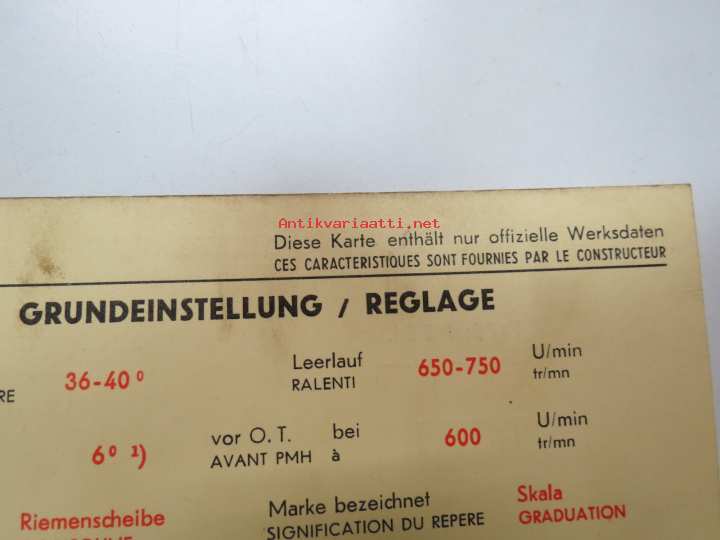 Antikvariaatti.net
Diese Karte enthält nur offizielle Werksdaten
CES CARACTERISTIQUES SONT FOURNIES PAR LE CONSTRUCTEUR
GRUNDEINSTELLUNG / REGLAGE
36-40° Leerlauf 650-750 U/min
RE RALENTI tr/mn
6° ¹) vor O. T. bei 600 U/min
AVANT PMH à tr/mn
Riemenscheibe Marke bezeichnet Skala
SIGNIFICATION DU REPERE GRADUATION